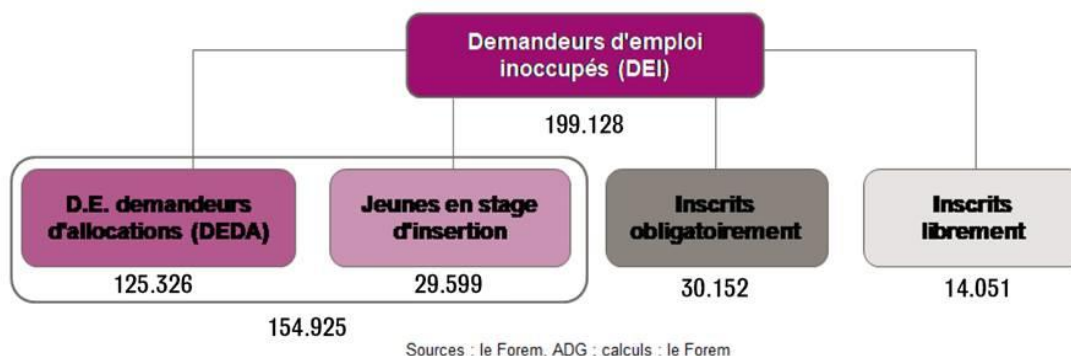 Demandeurs d'emploi
inoccupés (DEI)
199.128
D.E. demandeurs
d'allocations (DEDA)
Jeunes en stage
d'insertion
Inscrits
obligatoirement
Inscrits
librement
125.326
29.599
30.152
14.051
154.925
Sources : le Forem, ADG ; calculs : le Forem